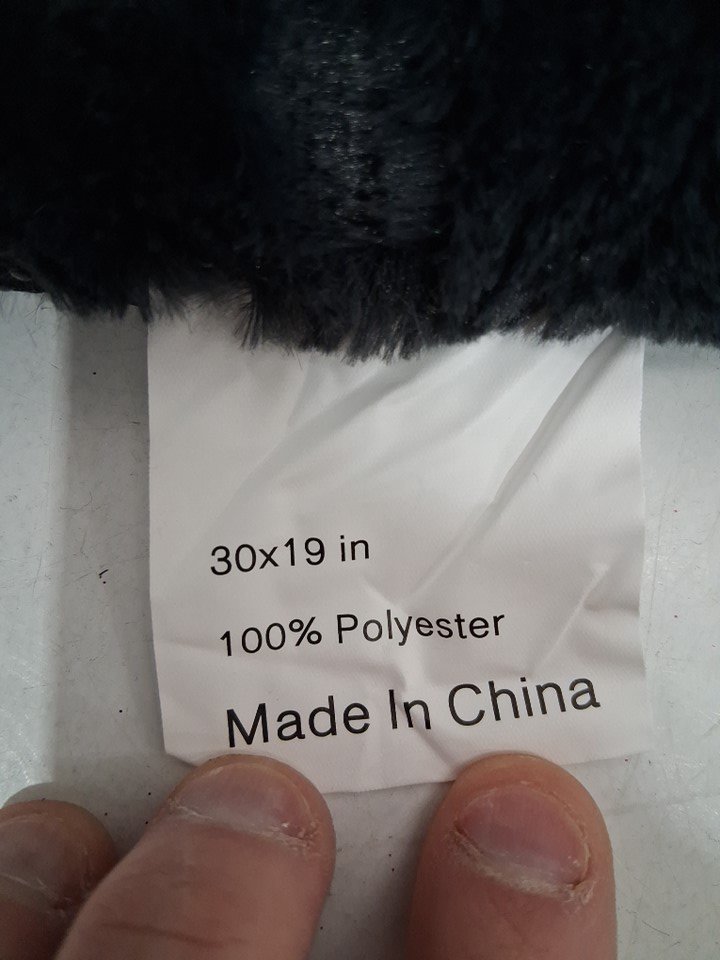 30x19 in
100% Polyester
Made In China